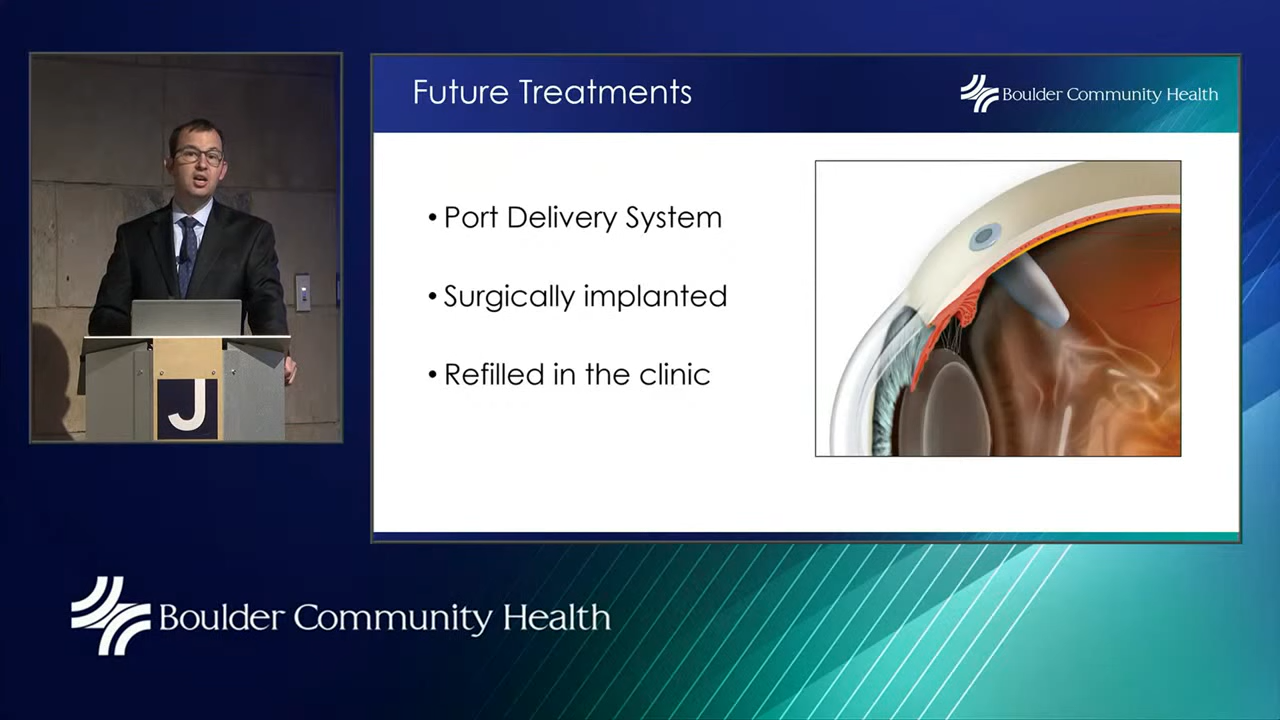 Future Treatments
Boulder Community Health
• Port Delivery System
• Surgically implanted
• Refilled in the clinic
J
Boulder Community Health